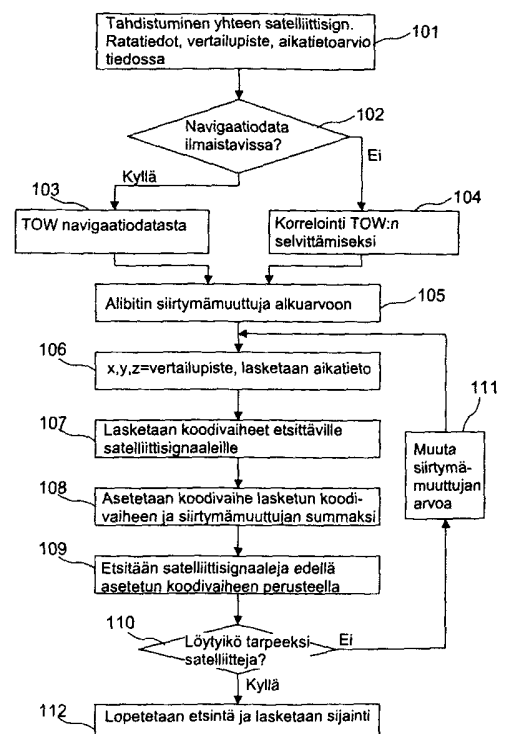 Tahdistuminen yhteen satelliittisign.
Ratatiedot, vertailupiste, aikatietoarvio
tiedossa
101
102
Navigaatiodata
ilmaistavissa?
Kyllä
Ei
103
104
TOW navigaatiodatasta
Korrelointi TOW:n
selvittämiseksi
Alibitin siirtymämuuttuja alkuarvoon
105
106
x,y,z=vertailupiste, lasketaan aikatieto
111
107
Lasketaan koodivaiheet etsittäville
satelliittisignaaleille
Muuta
siirtymä-
muuttujan
arvoa
108
Asetetaan koodivaihe lasketun koodi-
vaiheen ja siirtymämuuttujan summaksi
109
Etsitään satelliittisignaaleja edellä
asetetun koodivaiheen perusteella
110
Löytyikö tarpeeksi
satelliitteja?
Ei
Kyllä
112
Lopetetaan etsintä ja lasketaan sijainti